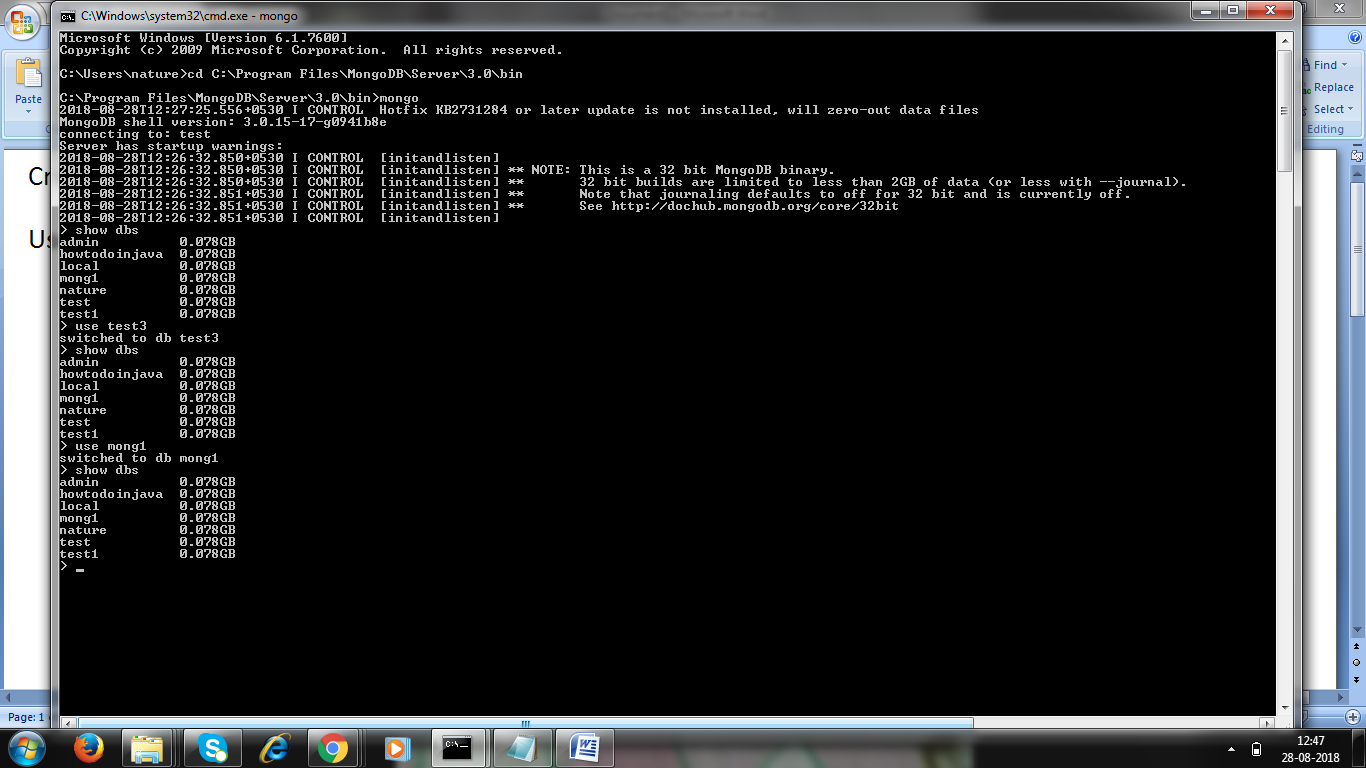 C:\Windows\system32\cmd.exe - mongo
Microsoft Windows [Version 6.1.7600]
Copyright (c) 2009 Microsoft Corporation.  All rights reserved.
C:\Users\nature>cd C:\Program Files\MongoDB\Server\3.0\bin
C:\Program Files\MongoDB\Server\3.0\bin>mongo
2018-08-28T12:27:25.556+0530 I CONTROL  Hotfix KB2731284 or later update is not installed, will zero-out data files
MongoDB shell version: 3.0.15-17-g0941b8e
connecting to: test
Server has startup warnings:
2018-08-28T12:26:32.850+0530 I CONTROL  [initandlisten]
2018-08-28T12:26:32.850+0530 I CONTROL  [initandlisten] ** NOTE: This is a 32 bit MongoDB binary.
2018-08-28T12:26:32.850+0530 I CONTROL  [initandlisten] **       32 bit builds are limited to less than 2GB of data (or less with --journal).
2018-08-28T12:26:32.851+0530 I CONTROL  [initandlisten] **       Note that journaling defaults to off for 32 bit and is currently off.
2018-08-28T12:26:32.851+0530 I CONTROL  [initandlisten] **       See http://dochub.mongodb.org/core/32bit
2018-08-28T12:26:32.851+0530 I CONTROL  [initandlisten]
> show dbs
admin          0.078GB
howtodoinjava  0.078GB
local          0.078GB
mong1          0.078GB
nature         0.078GB
test           0.078GB
test1          0.078GB
> use test3
switched to db test3
> show dbs
admin          0.078GB
howtodoinjava  0.078GB
local          0.078GB
mong1          0.078GB
nature         0.078GB
test           0.078GB
test1          0.078GB
> use mong1
switched to db mong1
> show dbs
admin          0.078GB
howtodoinjava  0.078GB
local          0.078GB
mong1          0.078GB
nature         0.078GB
test           0.078GB
test1          0.078GB
> _
Paste
Find
Replace
Select
Editing
Cr
Us
Page: 1
12:47
28-08-2018